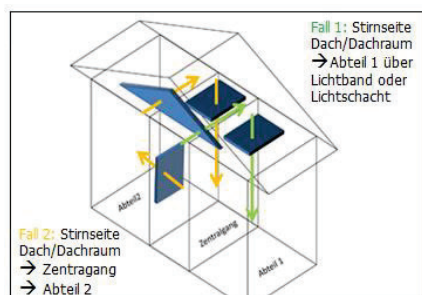 Fall 1: Stirnseite
Dach/Dachraum
→ Abteil 1 über
Lichtband oder
Lichtschacht
Abteil2
Zentralgang
Abteil 1
Fall 2: Stirnseite
Dach/Dachraum
→ Zentragang
→ Abteil 2